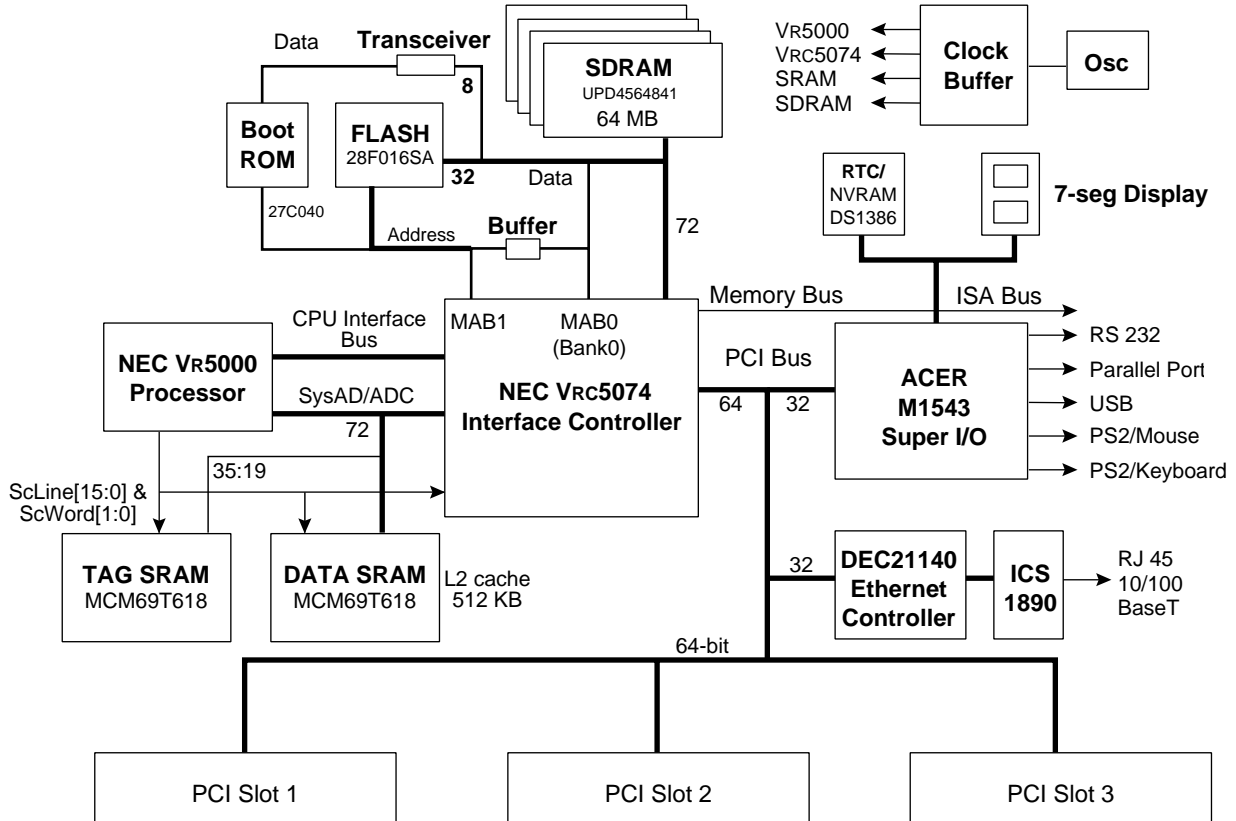 Data
Transceiver
8
Boot
ROM
27C040
FLASH
28F016SA
32
Data
SDRAM
UPD4564841
64 MB
72
Address
Buffer
VR5000
VRC5074
SRAM
SDRAM
Clock
Buffer
Osc
RTC/
NVRAM
DS1386
7-seg Display
Memory Bus
ISA Bus
CPU Interface
Bus
NEC VR5000
Processor
SysAD/ADC
72
MAB1
MAB0
(Bank0)
NEC VRC5074
Interface Controller
PCI Bus
64
32
ACER
M1543
Super I/O
RS 232
Parallel Port
USB
PS2/Mouse
PS2/Keyboard
35:19
ScLine[15:0] &
ScWord[1:0]
TAG SRAM
MCM69T618
DATA SRAM
MCM69T618
L2 cache
512 KB
32
DEC21140
Ethernet
Controller
ICS
1890
RJ 45
10/100
BaseT
64-bit
PCI Slot 1
PCI Slot 2
PCI Slot 3